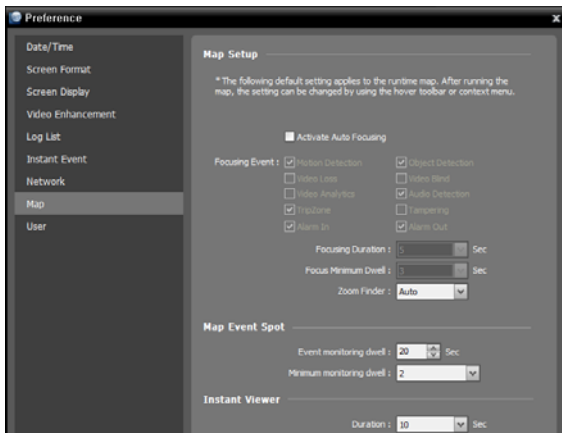 Preference
Date/Time
Screen Format
Screen Display
Video Enhancement
Log List
Instant Event
Network
Map
User
Map Setup
* The following default setting applies to the runtime map. After running the
map, the setting can be changed by using the hover toolbar or context menu.
Activate Auto Focusing
Focusing Event : Motion Detection Object Detection
Video Loss Video Blind
Video Analytics Audio Detection
TripZone Tampering
Alarm In Alarm Out
Focusing Duration : 5 Sec
Focus Minimum Dwell : 3 Sec
Zoom Finder : Auto
Map Event Spot
Event monitoring dwell : 20 Sec
Minimum monitoring dwell : 2
Instant Viewer
Duration : 10 Sec